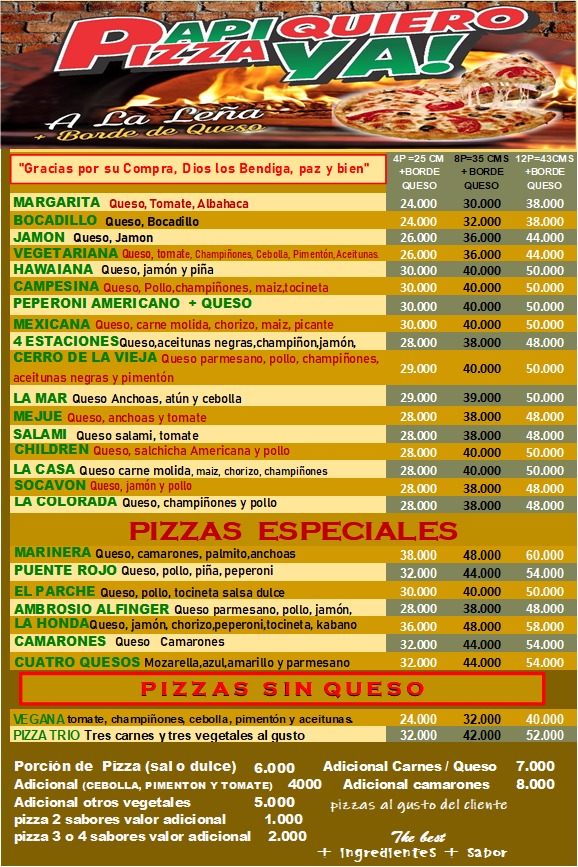 PAPI QUIERO
PIZZA YA!
A La Leña
+ Borde de Queso
"Gracias por su Compra, Dios los Bendiga, paz y bien" 4P =25 CM +BORDE QUESO 8P=35 CMS +BORDE QUESO 12P=43CMS +BORDE QUESO
MARGARITA Queso, Tomate, Albahaca 24.000 30.000 38.000
BOCADILLO Queso, Bocadillo 24.000 32.000 38.000
JAMON Queso, Jamon 26.000 36.000 44.000
VEGETARIANA Queso, tomate, Champiñones, Cebolla, Pimentón,Aceitunas. 26.000 36.000 44.000
HAWAIANA Queso, jamón y piña 30.000 40.000 50.000
CAMPESINA Queso, Pollo,champiñones, maiz,tocineta 30.000 40.000 50.000
PEPERONI AMERICANO + QUESO 30.000 40.000 50.000
MEXICANA Queso, carne molida, chorizo, maiz, picante 30.000 40.000 50.000
4 ESTACIONESQueso,aceitunas negras,champiñon,jamón, 28.000 38.000 48.000
CERRO DE LA VIEJA Queso parmesano, pollo, champiñones,
aceitunas negras y pimentón 29.000 40.000 50.000
LA MAR Queso Anchoas, atún y cebolla 29.000 39.000 50.000
MEJUE Queso, anchoas y tomate 28.000 38.000 48.000
SALAMI Queso salami, tomate 28.000 38.000 48.000
CHILDREN Queso, salchicha Americana y pollo 28.000 40.000 50.000
LA CASA Queso carne molida, maiz, chorizo, champiñones 28.000 40.000 50.000
SOCAVON Queso, jamón y pollo 28.000 38.000 48.000
LA COLORADA Queso, champiñones y pollo 28.000 38.000 48.000
PIZZAS ESPECIALES
MARINERA Queso, camarones, palmito,anchoas 38.000 48.000 60.000
PUENTE ROJO Queso, pollo, piña, peperoni 32.000 44.000 54.000
EL PARCHE Queso, pollo, tocineta salsa dulce 30.000 40.000 50.000
AMBROSIO ALFINGER Queso parmesano, pollo, jamón, 28.000 38.000 48.000
LA HONDAQueso, jamón, chorizo,peperoni,tocineta, kabano 36.000 48.000 58.000
CAMARONES Queso Camarones 32.000 44.000 54.000
CUATRO QUESOS Mozarella,azul,amarillo y parmesano 32.000 44.000 54.000
PIZZAS SIN QUESO
VEGANA tomate, champiñones, cebolla, pimentón y aceitunas. 24.000 32.000 40.000
PIZZA TRIO Tres carnes y tres vegetales al gusto 32.000 42.000 52.000
Porción de Pizza (sal o dulce) 6.000 Adicional Carnes / Queso 7.000
Adicional (CEBOLLA, PIMENTON Y TOMATE) 4000 Adicional camarones 8.000
Adicional otros vegetales 5.000 pizzas al gusto del cliente
pizza 2 sabores valor adicional 1.000
pizza 3 o 4 sabores valor adicional 2.000 The best
+ ingredientes + sabor